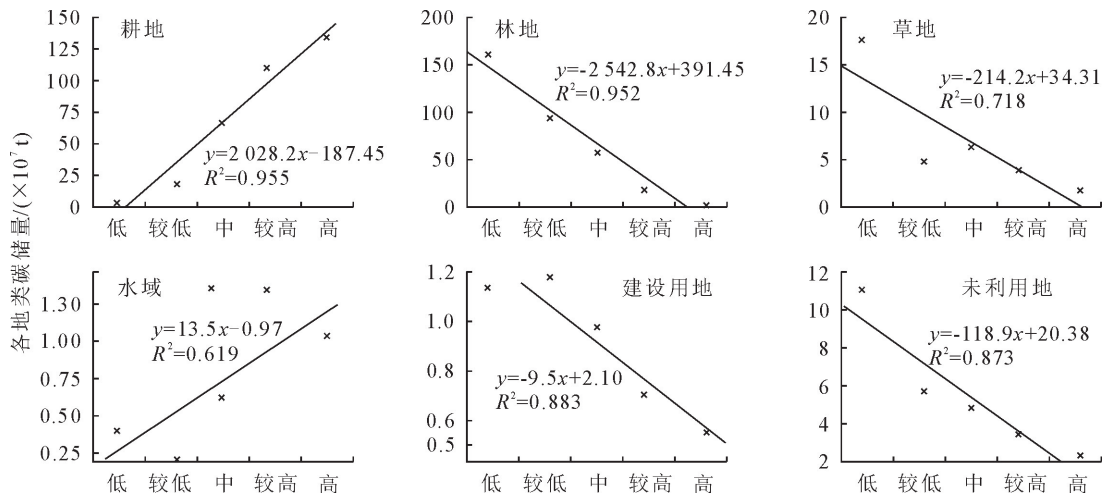 各地类碳储量/(×10⁷ t)
耕地
150
125
100
75
50
25
0
y=2 028.2x−187.45
R²=0.955
低 较低 中 较高 高
林地
200
150
100
50
0
y=-2 542.8x+391.45
R²=0.952
低 较低 中 较高 高
草地
20
15
10
5
0
y=-214.2x+34.31
R²=0.718
低 较低 中 较高 高
水域
1.30
1.00
0.75
0.50
0.25
y=13.5x−0.97
R²=0.619
低 较低 中 较高 高
建设用地
1.2
1.0
0.8
0.6
0.5
y=-9.5x+2.10
R²=0.883
低 较低 中 较高 高
未利用地
12
10
8
6
4
2
y=-118.9x+20.38
R²=0.873
低 较低 中 较高 高